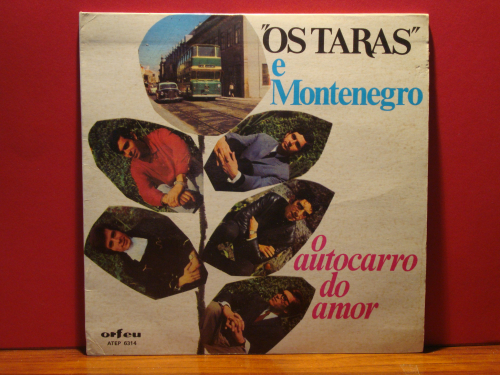 "OS TARAS"
e
Montenegro
o
autocarro
do
amor
orfeu
ATEP 6314